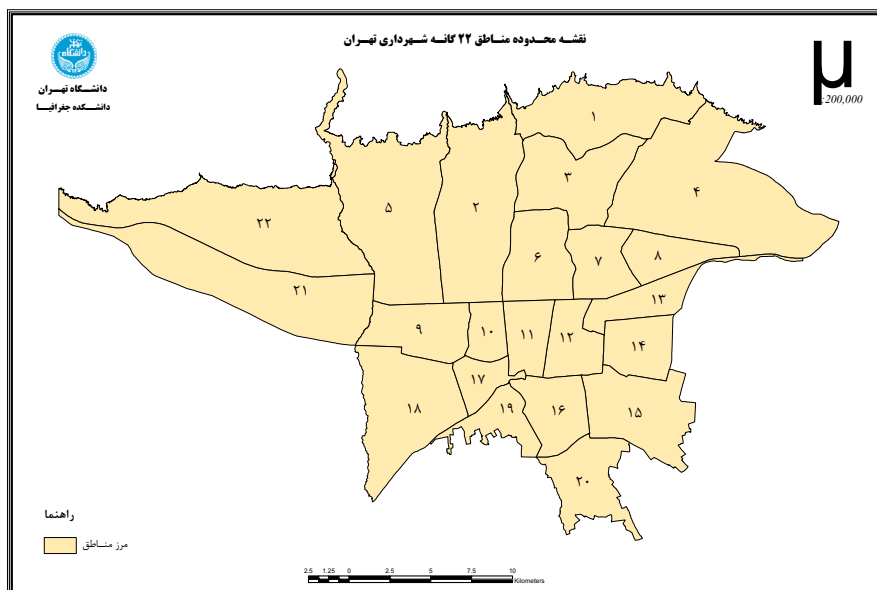 نقشه محدوده مناطق ۲۲ گانه شهرداری تهران
دانشگاه تهران
دانشکده جغرافیا
µ
1:200,000
۱
۳
۴
۵
۲
۲۲
۶
۷
۸
۲۱
۱۳
۹
۱۰
۱۱
۱۲
۱۴
۱۷
۱۸
۱۹
۱۶
۱۵
۲۰
راهنما
مرز مناطق
2.5 1.25 0 2.5 5 7.5 10
Kilometers